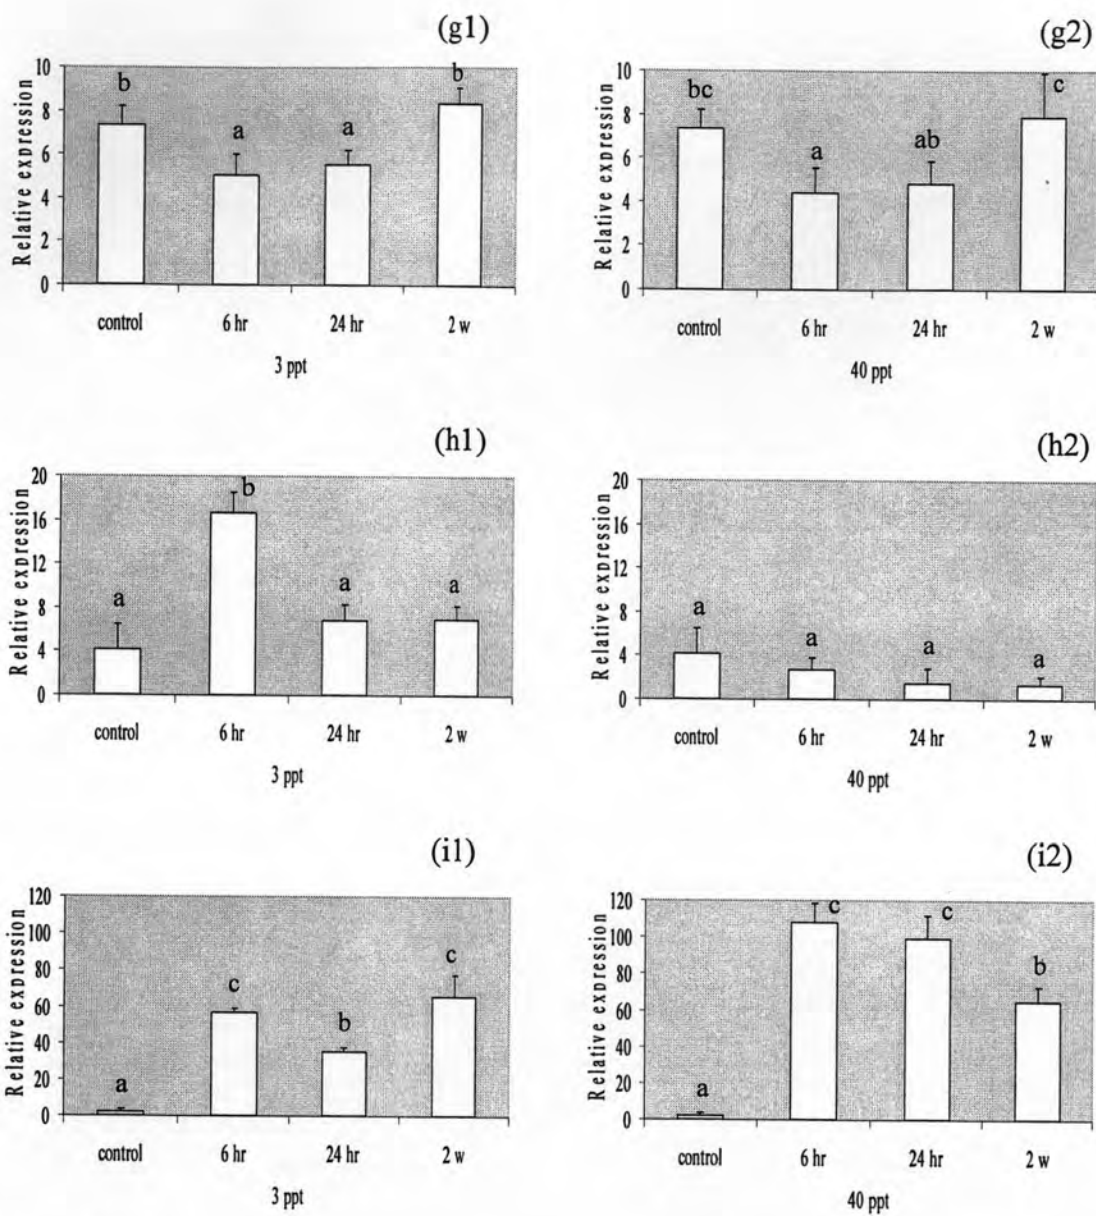 (g1)
Relative expression
10
8
6
4
2
0
b
a
a
b
control 6 hr 24 hr 2 w
3 ppt
(g2)
Relative expression
10
8
6
4
2
0
bc
a
ab
c
control 6 hr 24 hr 2 w
40 ppt
(h1)
Relative expression
20
16
12
8
4
0
a
b
a
a
control 6 hr 24 hr 2 w
3 ppt
(h2)
Relative expression
20
16
12
8
4
0
a
a
a
a
control 6 hr 24 hr 2 w
40 ppt
(i1)
Relative expression
120
100
80
60
40
20
0
a
c
b
c
control 6 hr 24 hr 2 w
3 ppt
(i2)
Relative expression
120
100
80
60
40
20
0
a
c
c
b
control 6 hr 24 hr 2 w
40 ppt